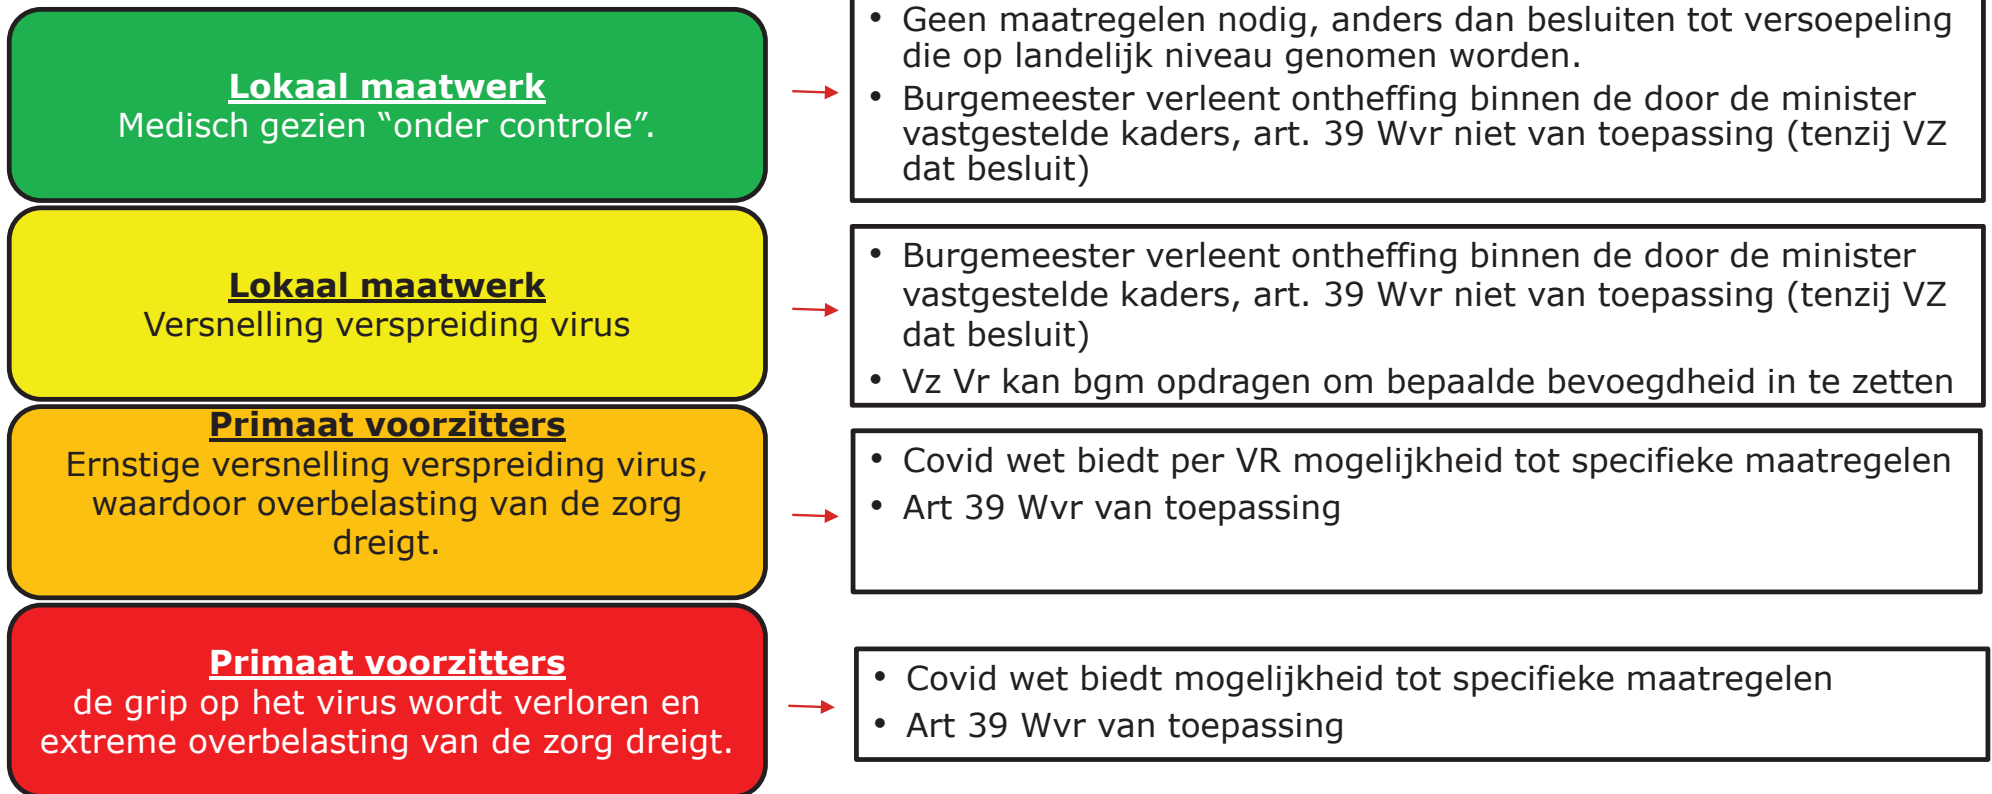 Lokaal maatwerk
Medisch gezien “onder controle”.
• Geen maatregelen nodig, anders dan besluiten tot versoepeling
die op landelijk niveau genomen worden.
• Burgemeester verleent ontheffing binnen de door de minister
vastgestelde kaders, art. 39 Wvr niet van toepassing (tenzij VZ
dat besluit)
Lokaal maatwerk
Versnelling verspreiding virus
• Burgemeester verleent ontheffing binnen de door de minister
vastgestelde kaders, art. 39 Wvr niet van toepassing (tenzij VZ
dat besluit)
• Vz Vr kan bgm opdragen om bepaalde bevoegdheid in te zetten
Primaat voorzitters
Ernstige versnelling verspreiding virus,
waardoor overbelasting van de zorg
dreigt.
• Covid wet biedt per VR mogelijkheid tot specifieke maatregelen
• Art 39 Wvr van toepassing
Primaat voorzitters
de grip op het virus wordt verloren en
extreme overbelasting van de zorg dreigt.
• Covid wet biedt mogelijkheid tot specifieke maatregelen
• Art 39 Wvr van toepassing